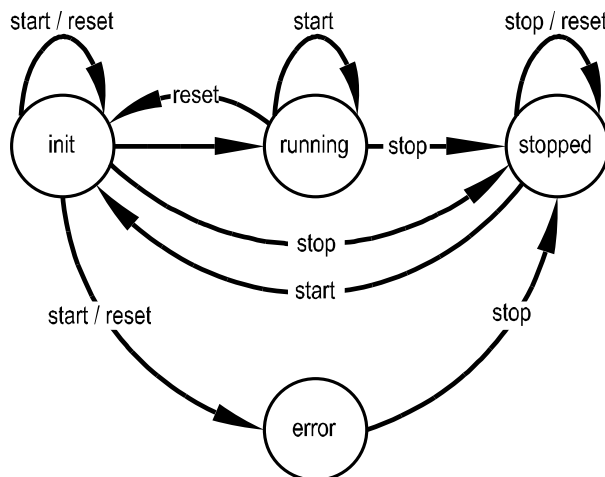 start / reset
start
stop / reset
reset
init
running
stop
stopped
stop
start
start / reset
stop
error